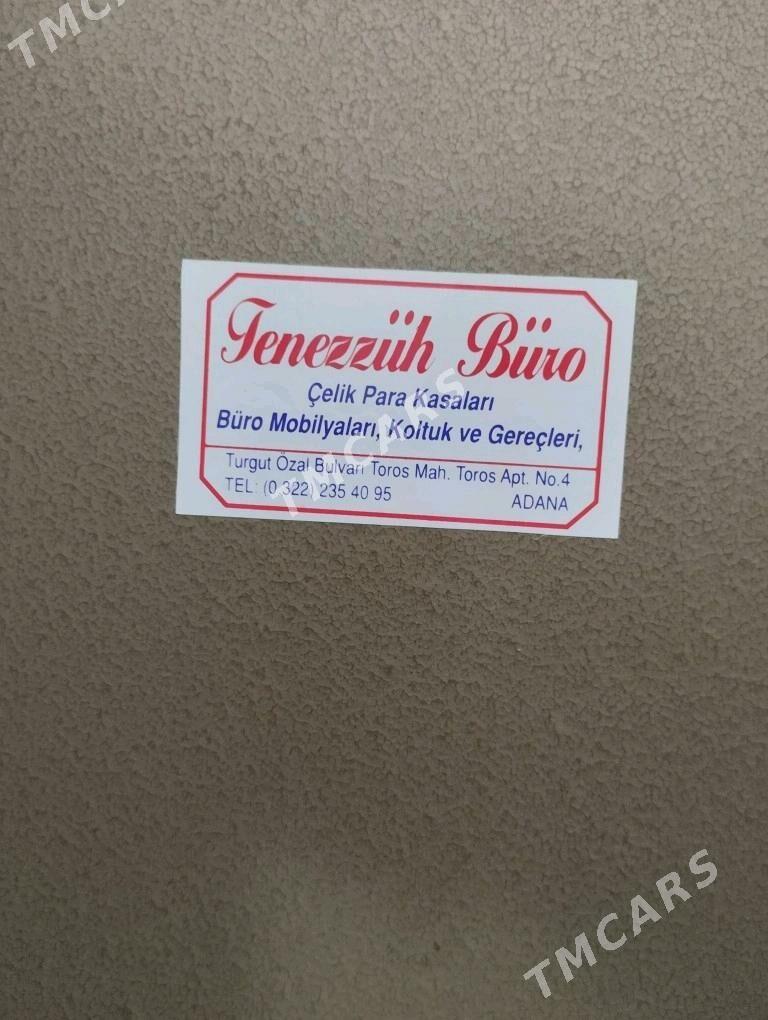 TMCA
Tenezzüh Büro
Çelik Para Kasaları
Büro Mobilyaları, Koltuk ve Gereçleri,
Turgut Özal Bulvarı Toros Mah. Toros Apt. No.4
TEL: (0 322) 235 40 95 ADANA
TMCARS
TMCARS